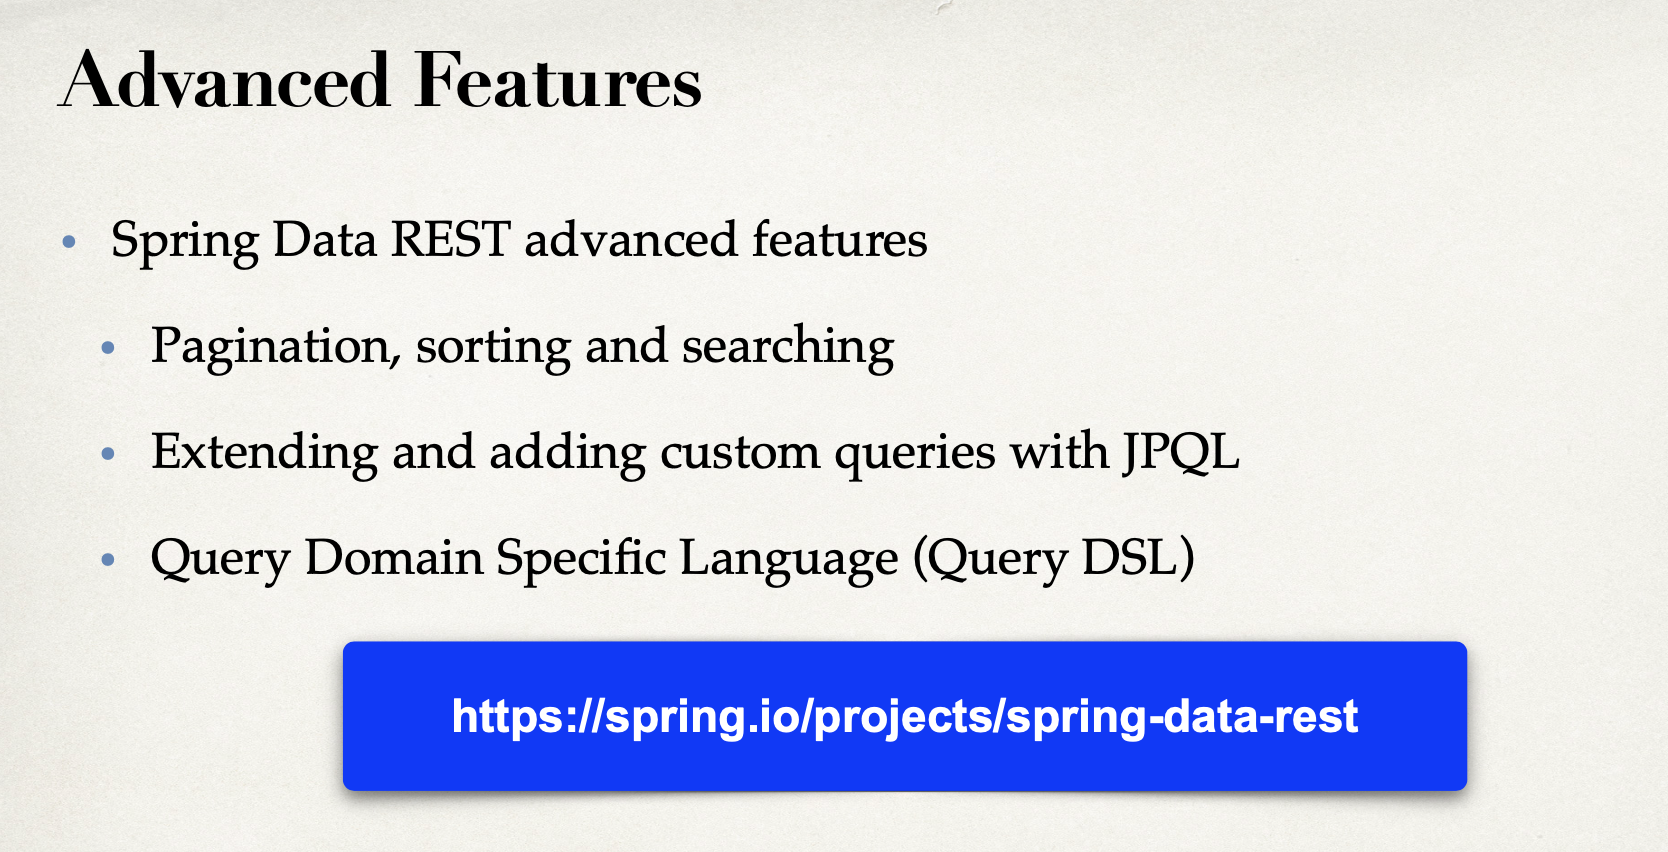 Advanced Features
• Spring Data REST advanced features
• Pagination, sorting and searching
• Extending and adding custom queries with JPQL
• Query Domain Specific Language (Query DSL)
https://spring.io/projects/spring-data-rest